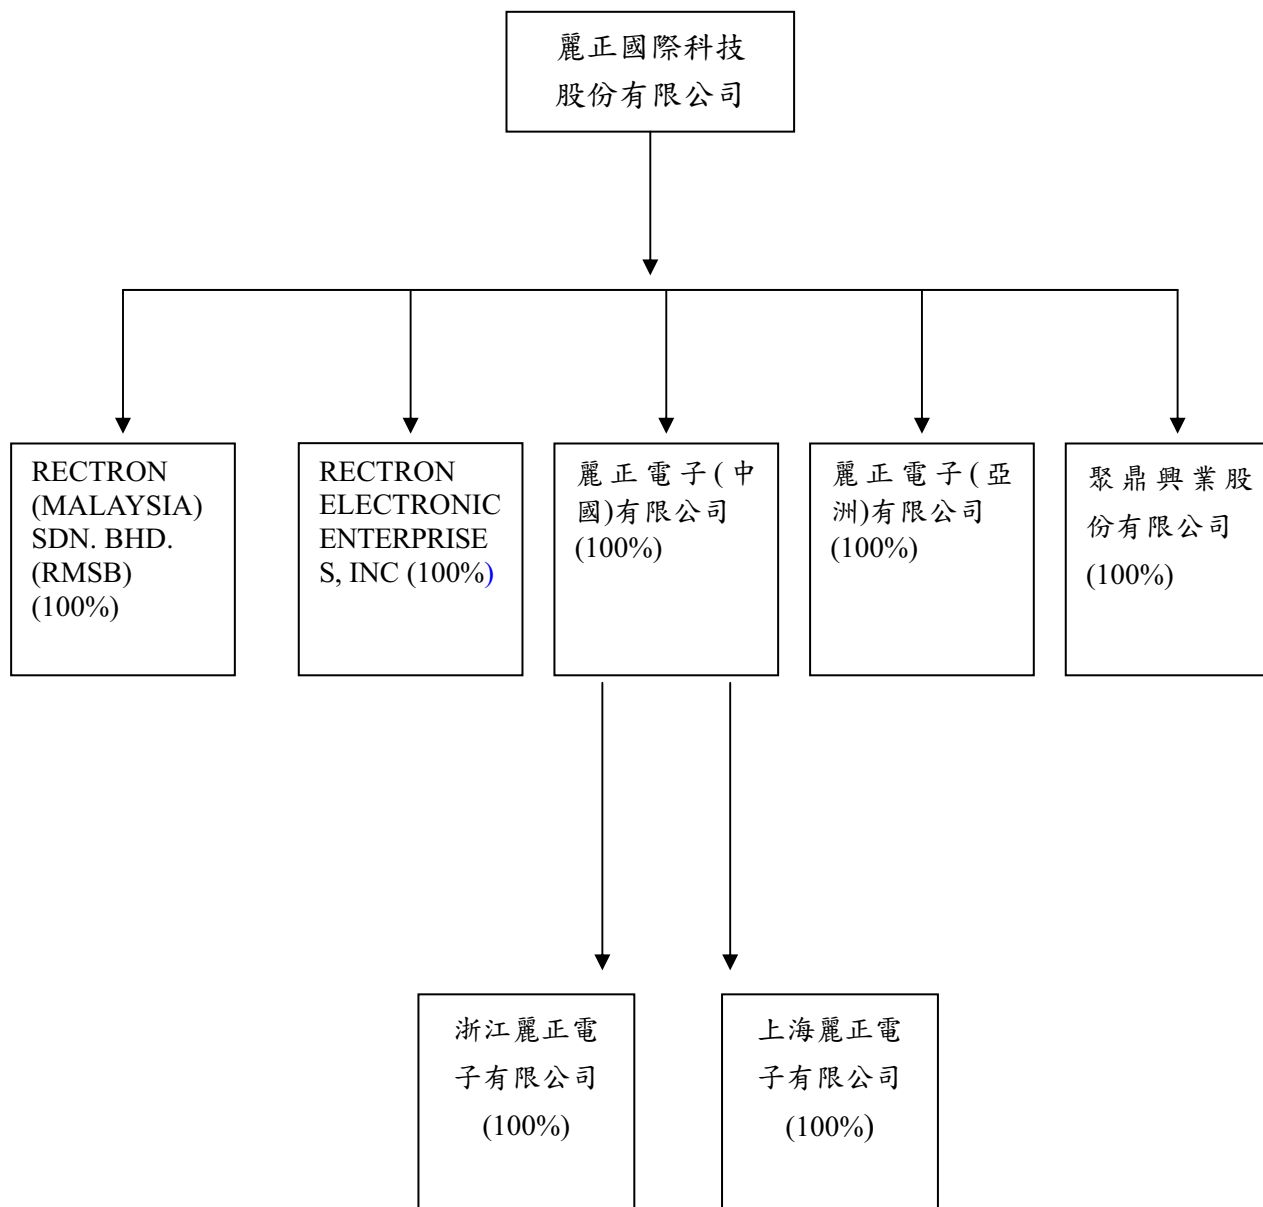 麗正國際科技
股份有限公司
RECTRON
(MALAYSIA)
SDN. BHD.
(RMSB)
(100%)
RECTRON
ELECTRONIC
ENTERPRISE
S, INC (100%)
麗正電子(中
國)有限公司
(100%)
麗正電子(亞
洲)有限公司
(100%)
聚鼎興業股
份有限公司
(100%)
浙江麗正電
子有限公司
(100%)
上海麗正電
子有限公司
(100%)